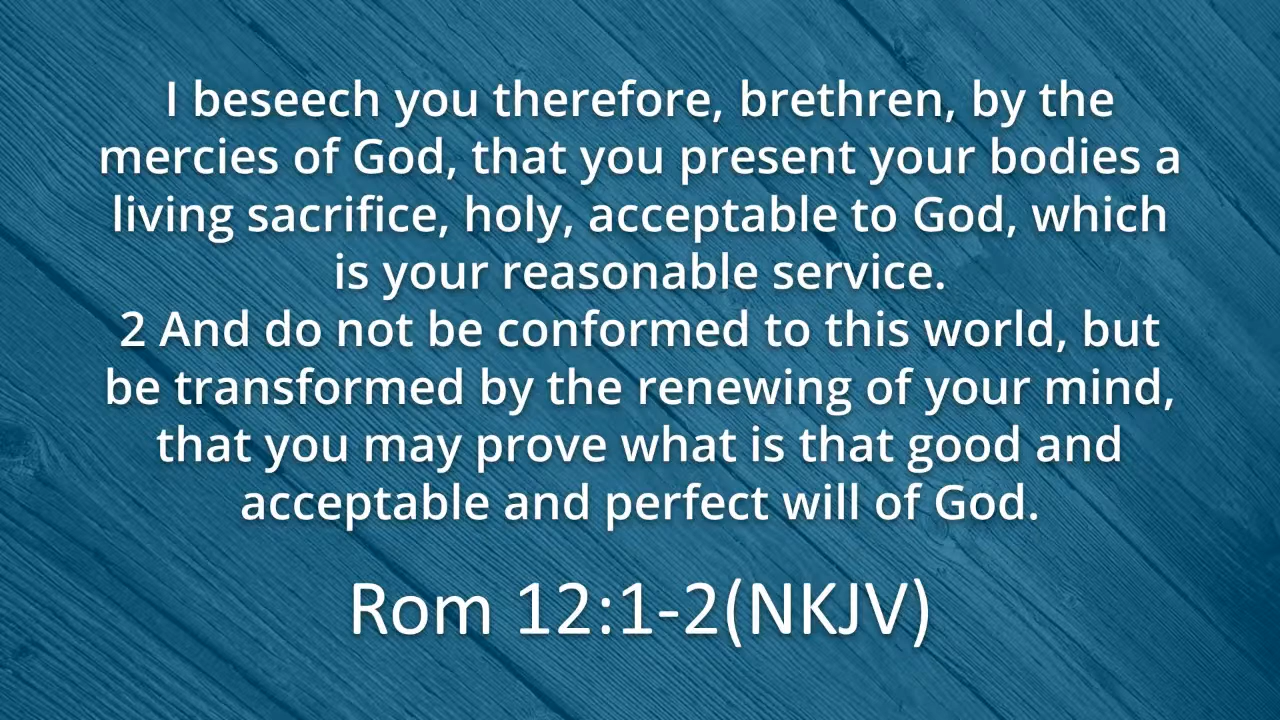 I beseech you therefore, brethren, by the
mercies of God, that you present your bodies a
living sacrifice, holy, acceptable to God, which
is your reasonable service.
2 And do not be conformed to this world, but
be transformed by the renewing of your mind,
that you may prove what is that good and
acceptable and perfect will of God.
Rom 12:1-2(NKJV)